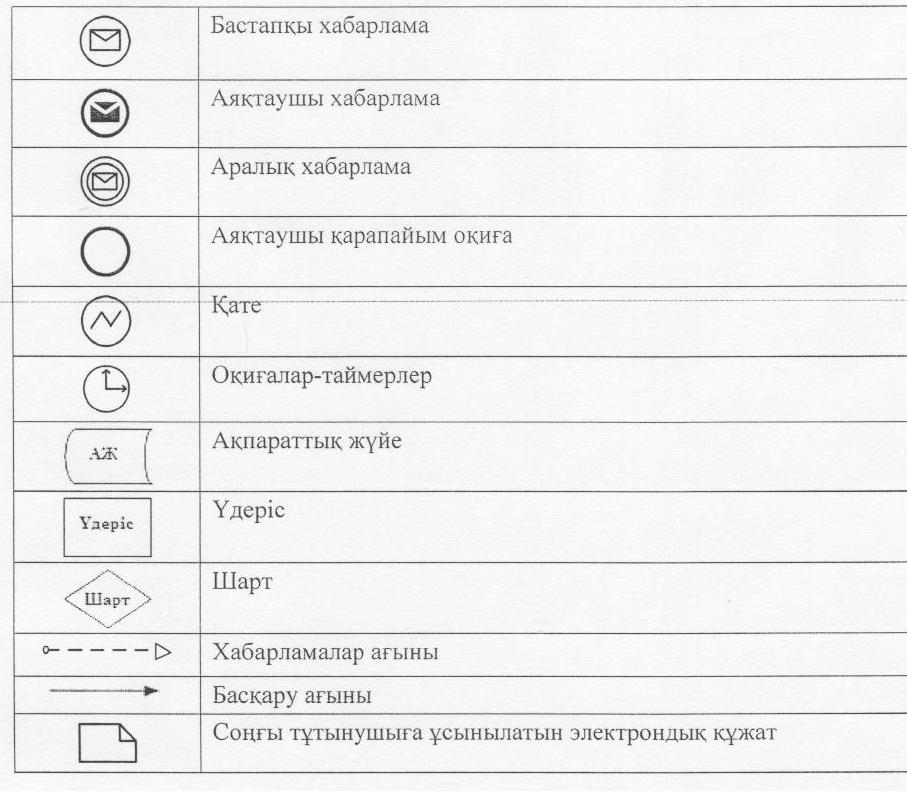 Бастапқы хабарлама
Аяқтаушы хабарлама
Аралық хабарлама
Аяқтаушы қарапайым оқиға
Қате
Оқиғалар-таймерлер
АЖ
Ақпараттық жүйе
Үдеріс
Үдеріс
Шарт
Шарт
Хабарламалар ағыны
Басқару ағыны
Соңғы тұтынушыға ұсынылатын электрондық құжат